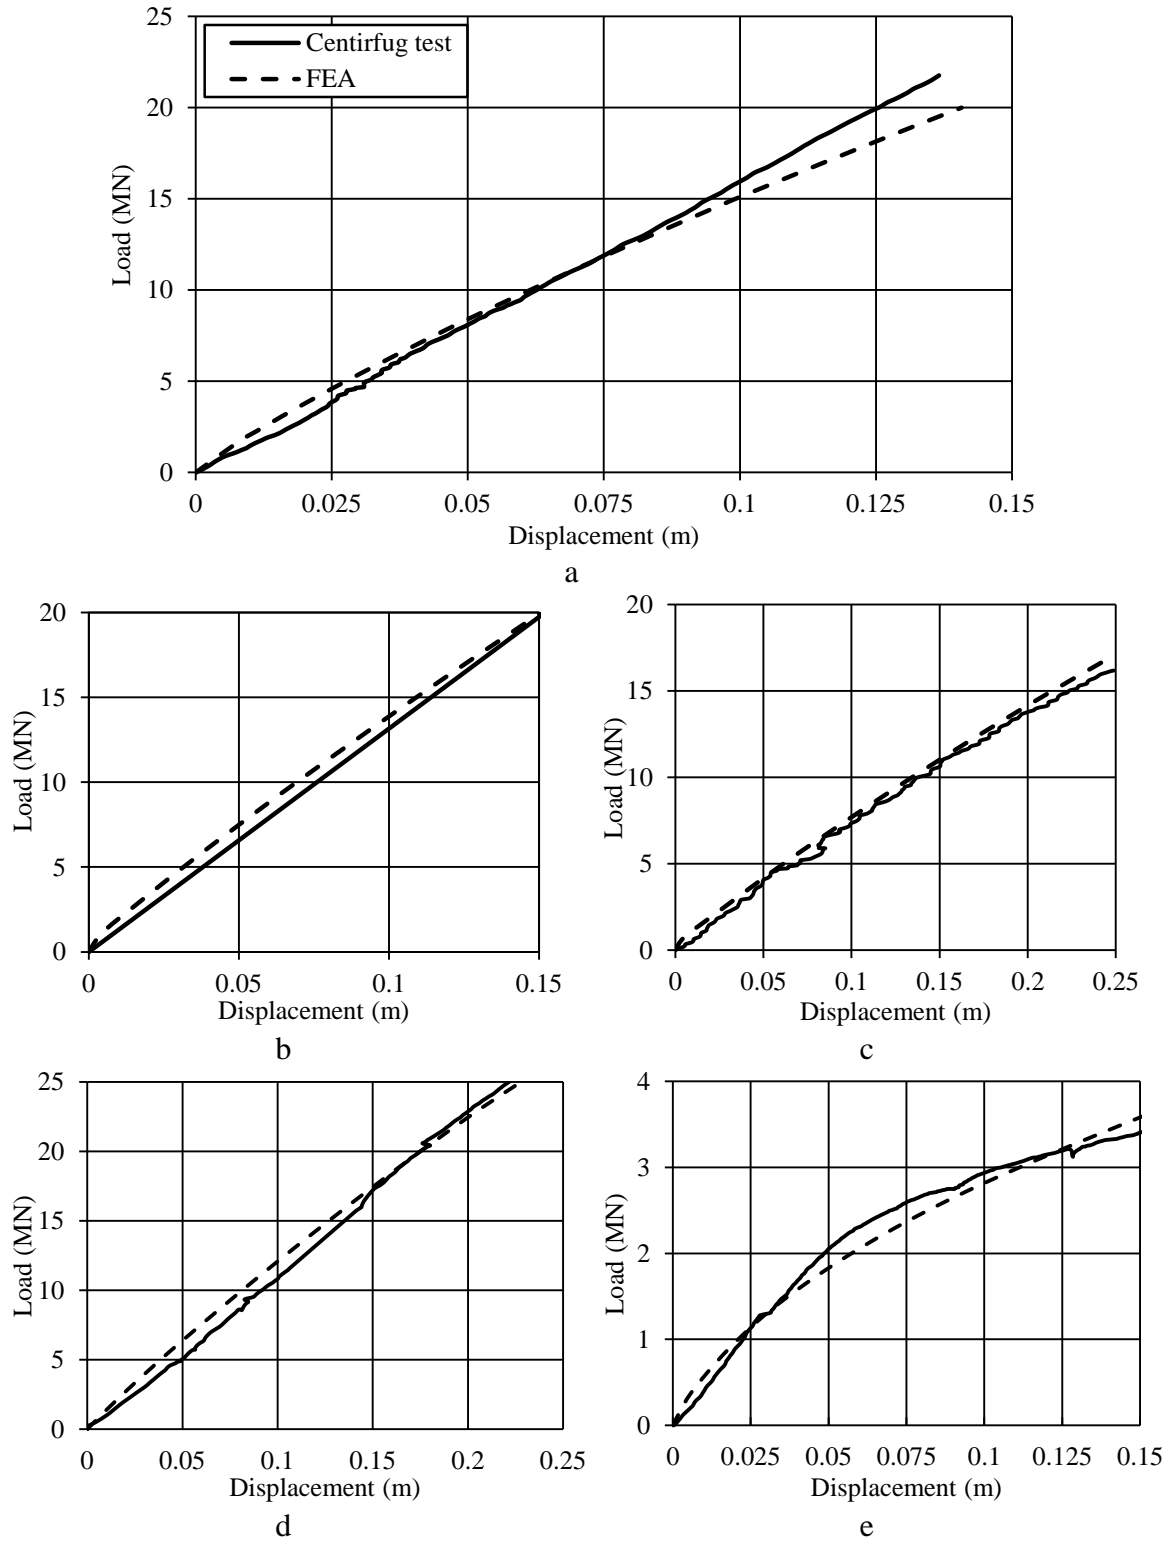 25
20
15
10
5
0
Load (MN)
Centirfug test
FEA
0 0.025 0.05 0.075 0.1 0.125 0.15
Displacement (m)
a
20
15
10
5
0
Load (MN)
0 0.05 0.1 0.15
Displacement (m)
b
20
15
10
5
0
Load (MN)
0 0.05 0.1 0.15 0.2 0.25
Displacement (m)
c
25
20
15
10
5
0
Load (MN)
0 0.05 0.1 0.15 0.2 0.25
Displacement (m)
d
4
3
2
1
0
Load (MN)
0 0.025 0.05 0.075 0.1 0.125 0.15
Displacement (m)
e